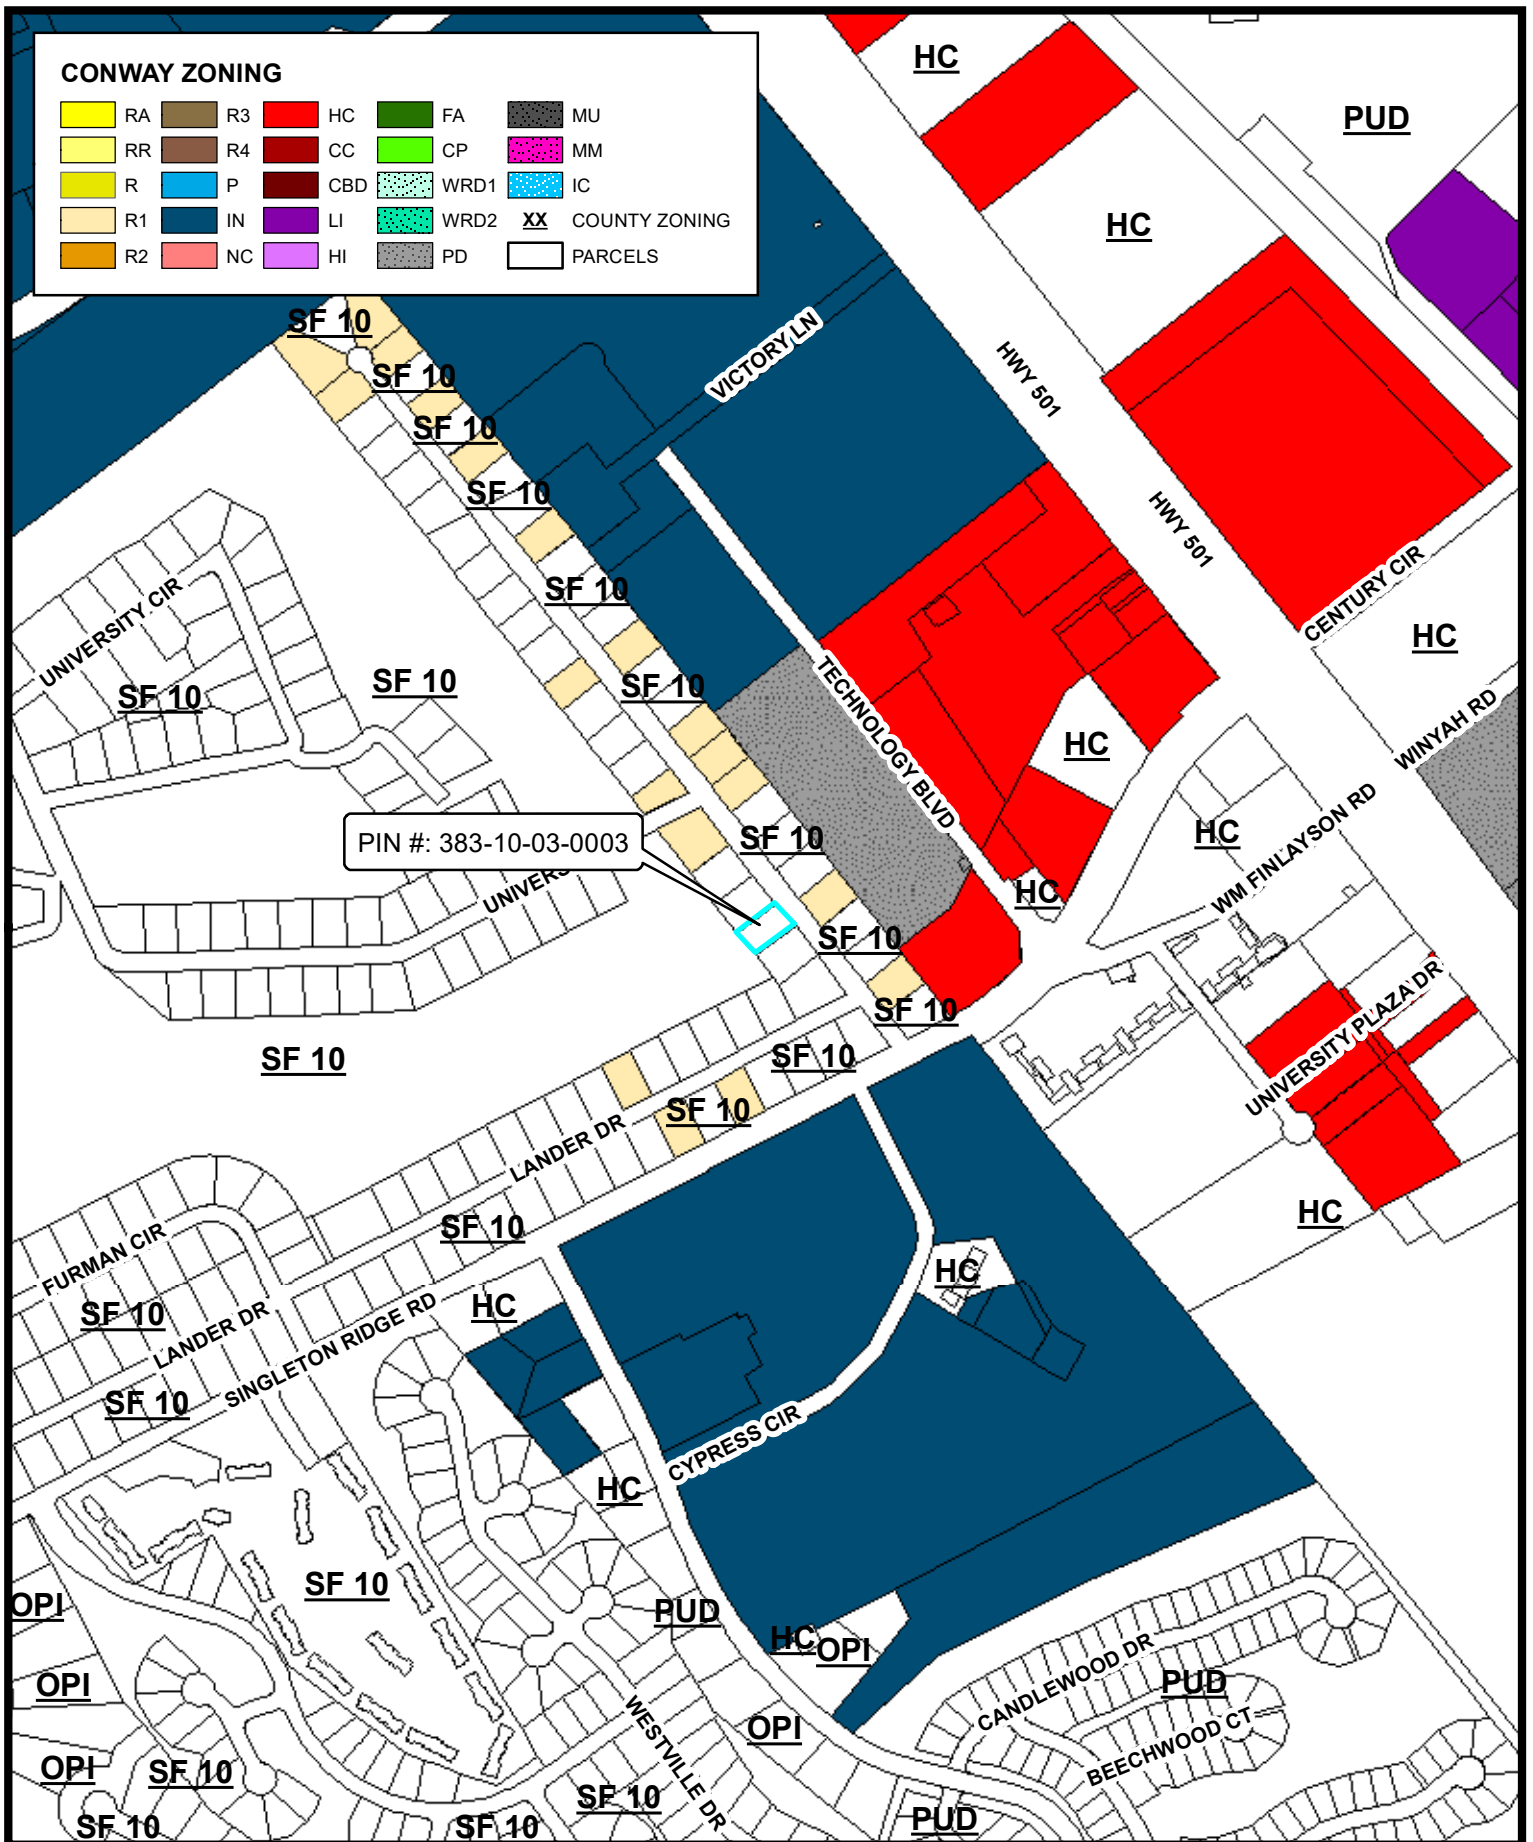 CONWAY ZONING
RA
R3
HC
FA
MU
RR
R4
CC
CP
MM
R
P
CBD
WRD1
IC
R1
IN
LI
WRD2
XX COUNTY ZONING
R2
NC
HI
PD
PARCELS
HC
PUD
HC
SF 10
VICTORY LN
HWY 501
SF 10
SF 10
SF 10
HWY 501
CENTURY CIR
UNIVERSITY CIR
SF 10
HC
SF 10
SF 10
SF 10
TECHNOLOGY BLVD
WINYAH RD
HC
PIN #: 383-10-03-0003
SF 10
HC
WM FINLAYSON RD
HC
SF 10
UNIVERSITY PLAZA DR
SF 10
SF 10
SF 10
SF 10
LANDER DR
HC
SF 10
FURMAN CIR
HC
SF 10
HC
LANDER DR
SINGLETON RIDGE RD
SF 10
CYPRESS CIR
HC
SF 10
OPI
PUD
HC
OPI
CANDLEWOOD DR
OPI
PUD
WESTVILLE DR
OPI
BEECHWOOD CT
OPI
SF 10
SF 10
SF 10
SF 10
PUD